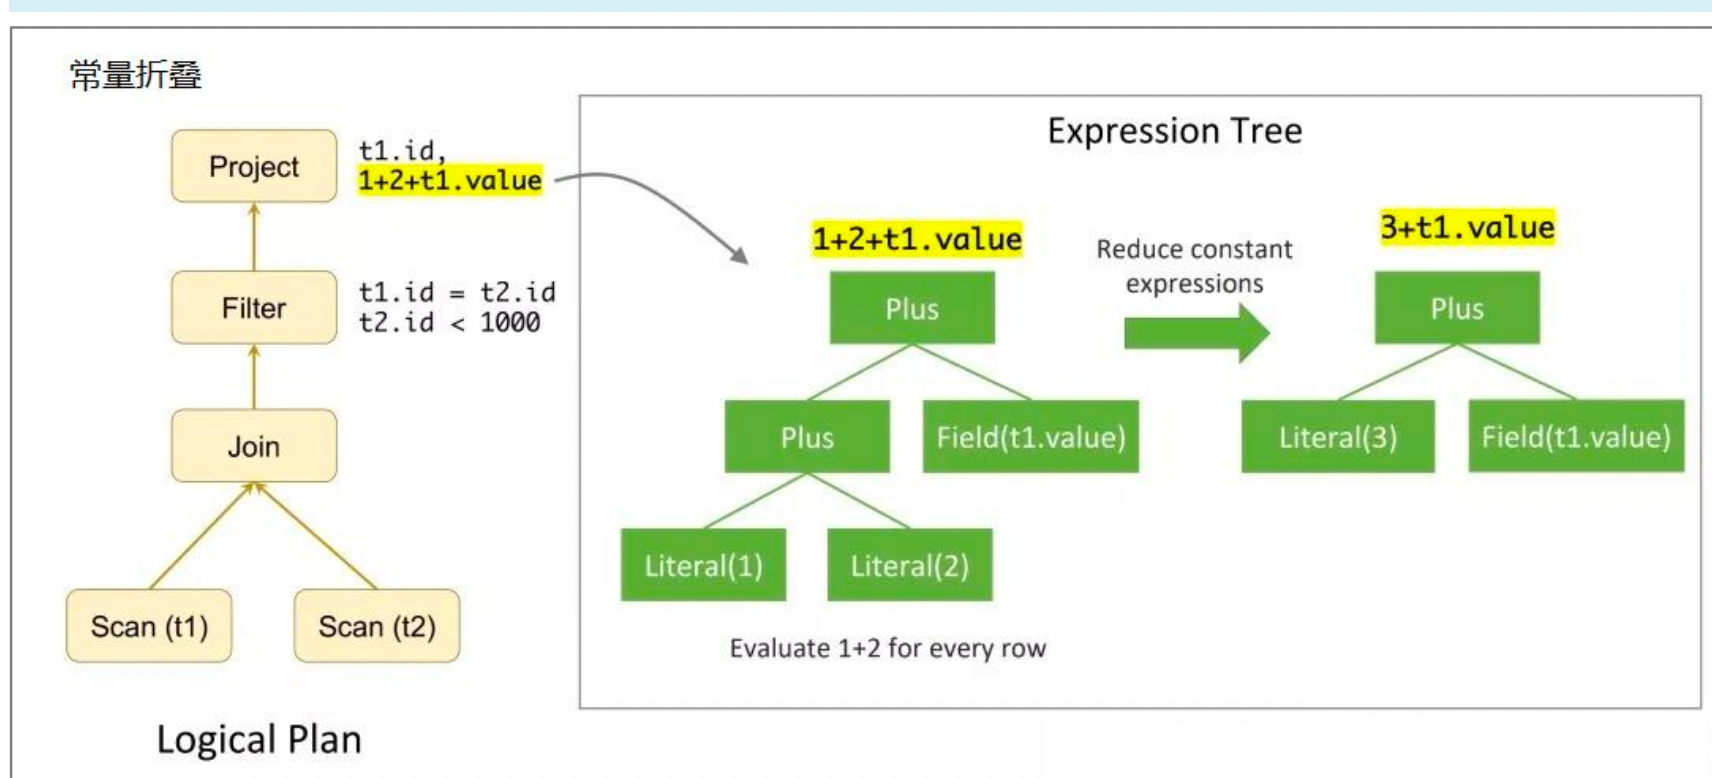 常量折叠
Project
t1.id,
1+2+t1.value
Filter
t1.id = t2.id
t2.id < 1000
Join
Scan (t1)
Scan (t2)
Logical Plan
Expression Tree
1+2+t1.value
Plus
Plus
Field(t1.value)
Literal(1)
Literal(2)
Evaluate 1+2 for every row
Reduce constant
expressions
3+t1.value
Plus
Literal(3)
Field(t1.value)